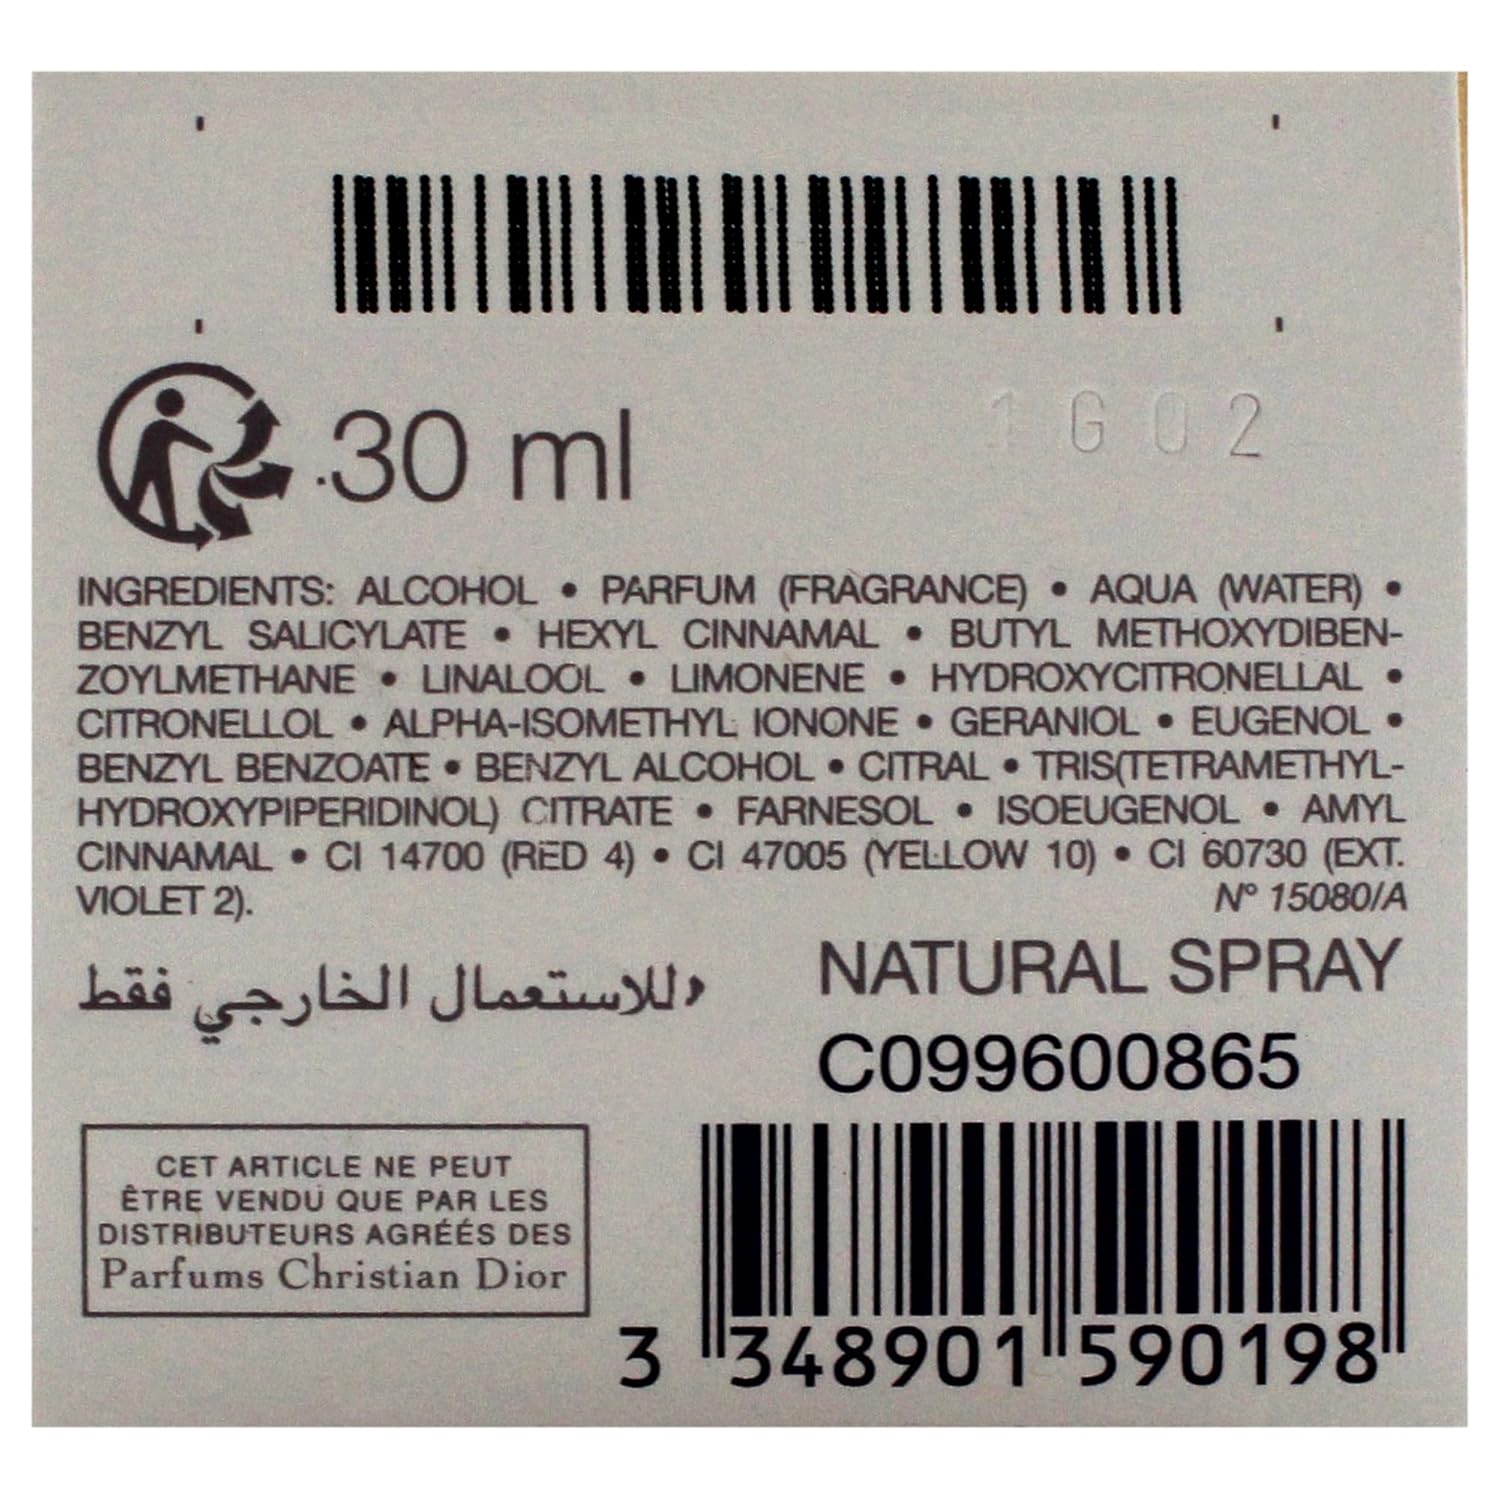 1G02
30 ml
INGREDIENTS: ALCOHOL • PARFUM (FRAGRANCE) • AQUA (WATER) •
BENZYL SALICYLATE • HEXYL CINNAMAL • BUTYL METHOXYDIBEN-
ZOYLMETHANE • LINALOOL • LIMONENE • HYDROXYCITRONELLAL •
CITRONELLOL • ALPHA-ISOMETHYL IONONE • GERANIOL • EUGENOL •
BENZYL BENZOATE • BENZYL ALCOHOL • CITRAL • TRIS(TETRAMETHYL-
HYDROXYPIPERIDINOL) CITRATE • FARNESOL • ISOEUGENOL • AMYL
CINNAMAL • CI 14700 (RED 4) • CI 47005 (YELLOW 10) • CI 60730 (EXT.
VIOLET 2). N° 15080/A
للاستعمال الخارجي فقط
NATURAL SPRAY
C099600865
CET ARTICLE NE PEUT
ÊTRE VENDU QUE PAR LES
DISTRIBUTEURS AGRÉÉS DES
Parfums Christian Dior
3 348901 590198